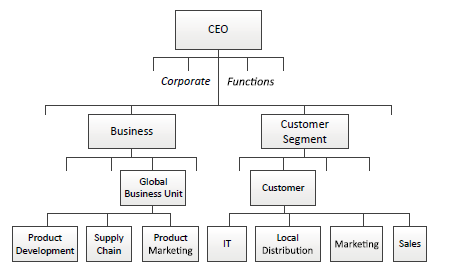 CEO
Corporate Functions
Business
Customer
Segment
Global
Business Unit
Customer
Product
Development
Supply
Chain
Product
Marketing
IT
Local
Distribution
Marketing
Sales